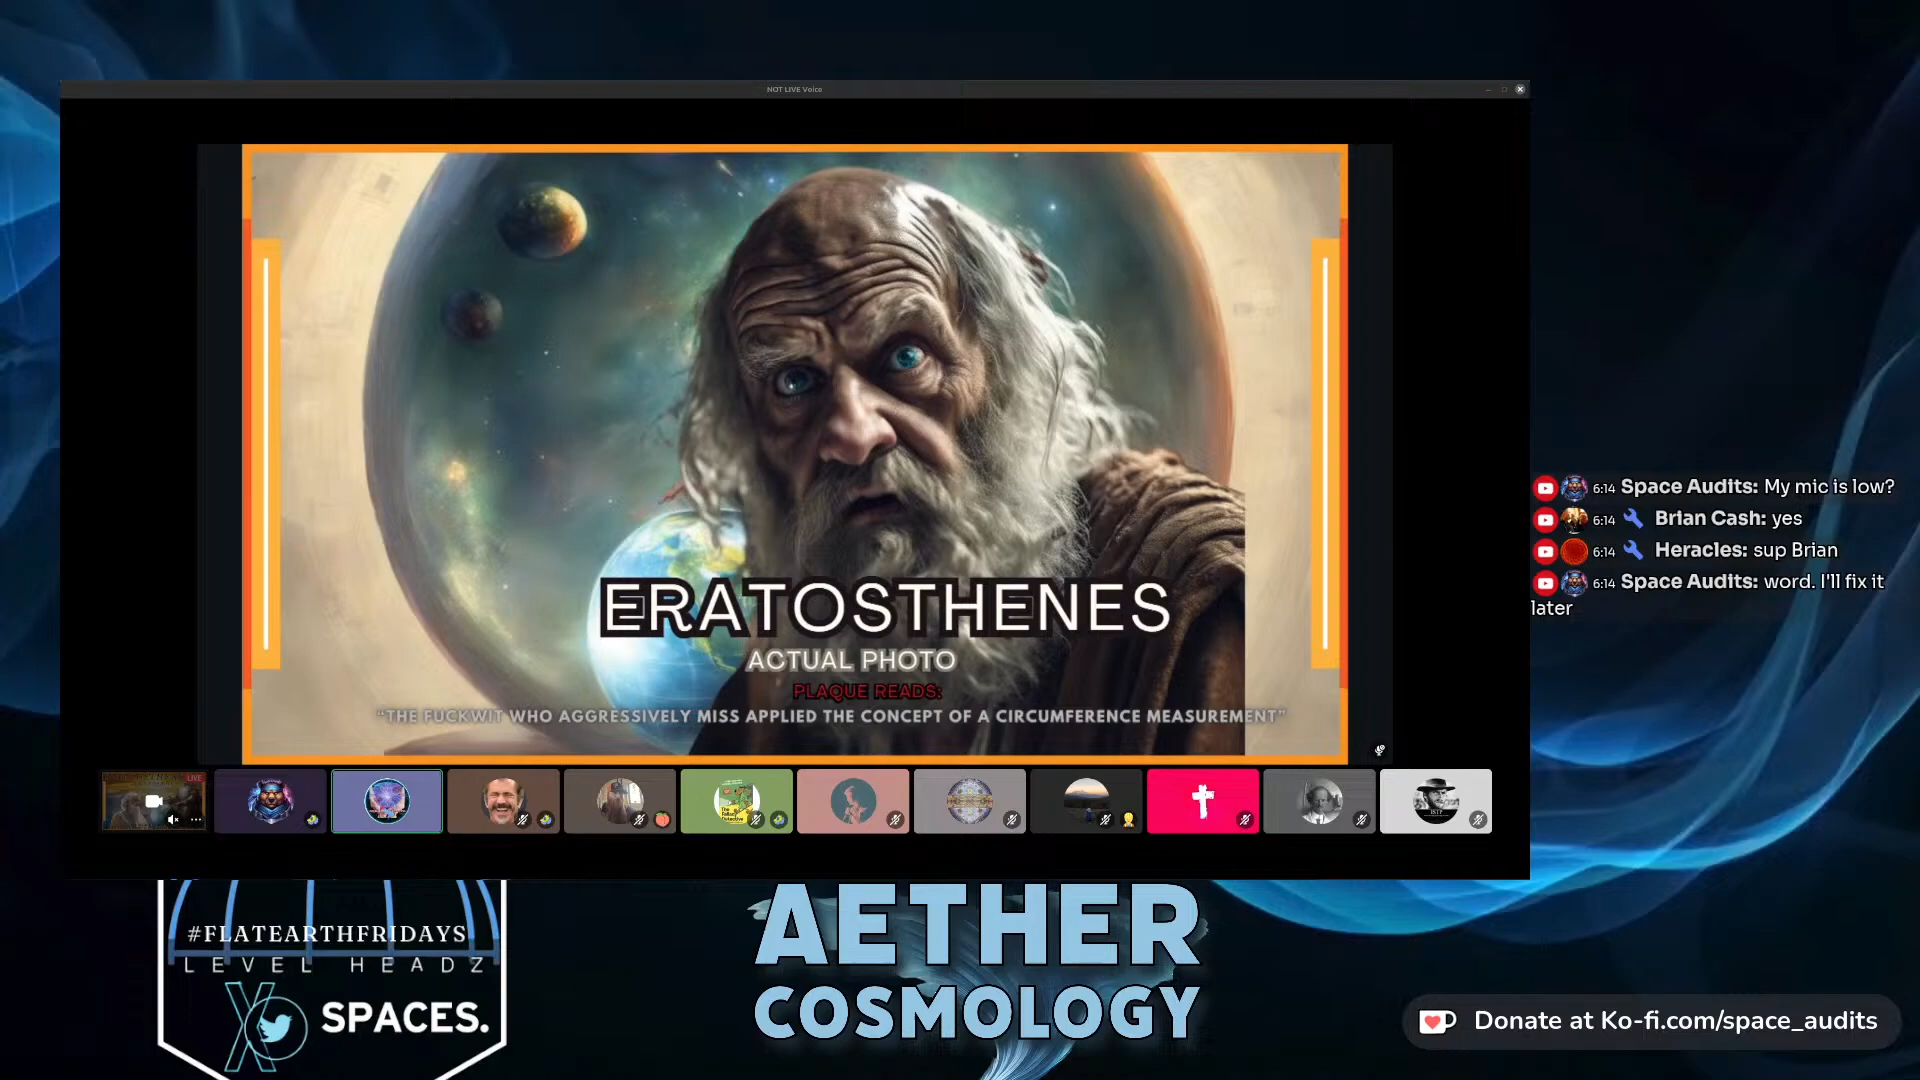 NOT LIVE Voice
ERATOSTHENES
ACTUAL PHOTO
PLAQUE READS:
"THE FUCKWIT WHO AGGRESSIVELY MISS APPLIED THE CONCEPT OF A CIRCUMFERENCE MEASUREMENT"
LIVE
6:14 Space Audits: My mic is low?
6:14 Brian Cash: yes
6:14 Heracles: sup Brian
6:14 Space Audits: word. I'll fix it
later
#FLATEARTHFRIDAYS
LEVEL HEADZ
X SPACES.
AETHER
COSMOLOGY
Donate at Ko-fi.com/space_audits